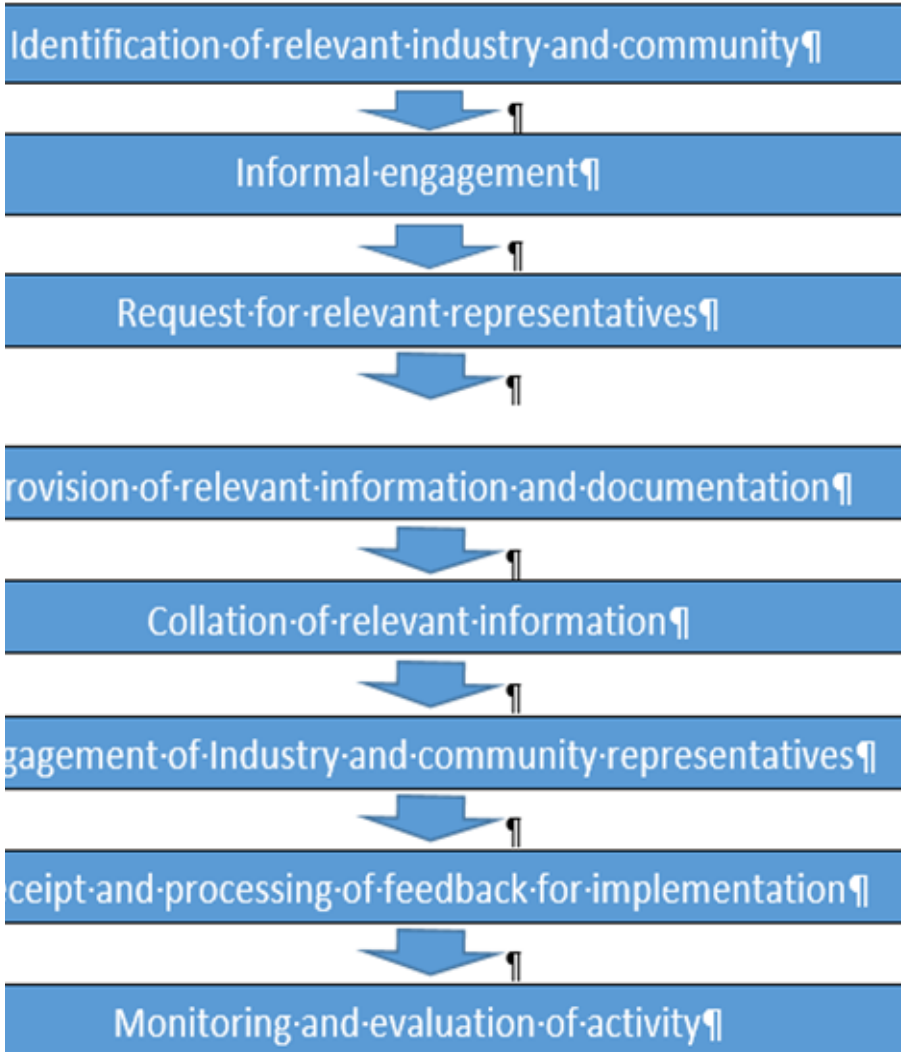 Identification·of·relevant·industry·and·community¶
¶
Informal·engagement¶
¶
Request·for·relevant·representatives¶
¶
rovision·of·relevant·information·and·documentation¶
¶
Collation·of·relevant·information¶
¶
gagement·of·Industry·and·community·representatives¶
¶
ceipt·and·processing·of·feedback·for·implementation¶
¶
Monitoring·and·evaluation·of·activity¶